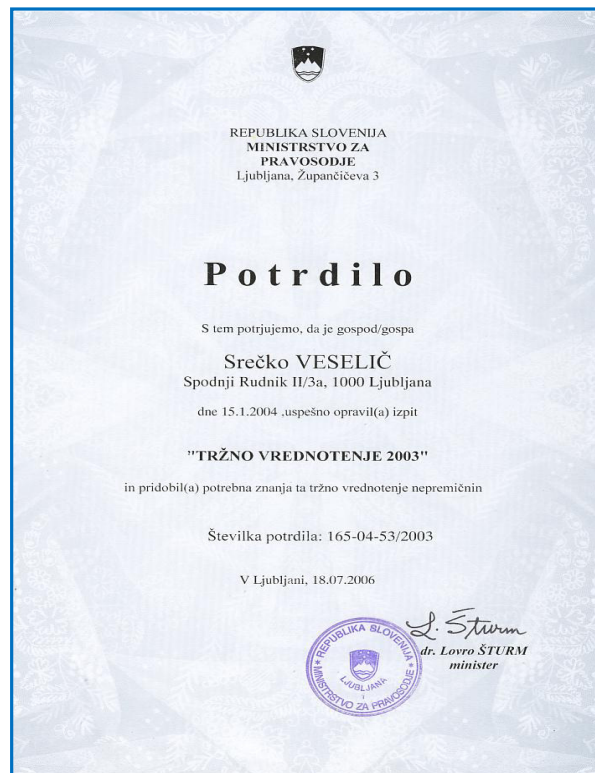 REPUBLIKA SLOVENIJA
MINISTRSTVO ZA
PRAVOSODJE
Ljubljana, Župančičeva 3
Potrdilo
S tem potrjujemo, da je gospod/gospa
Srečko VESELIČ
Spodnji Rudnik II/3a, 1000 Ljubljana
dne 15.1.2004 ,uspešno opravil(a) izpit
"TRŽNO VREDNOTENJE 2003"
in pridobil(a) potrebna znanja ta tržno vrednotenje nepremičnin
Številka potrdila: 165-04-53/2003
V Ljubljani, 18.07.2006
L. Šturm
dr. Lovro ŠTURM
minister
REPUBLIKA SLOVENIJA
MINISTRSTVO ZA PRAVOSODJE
LJUBLJANA
1